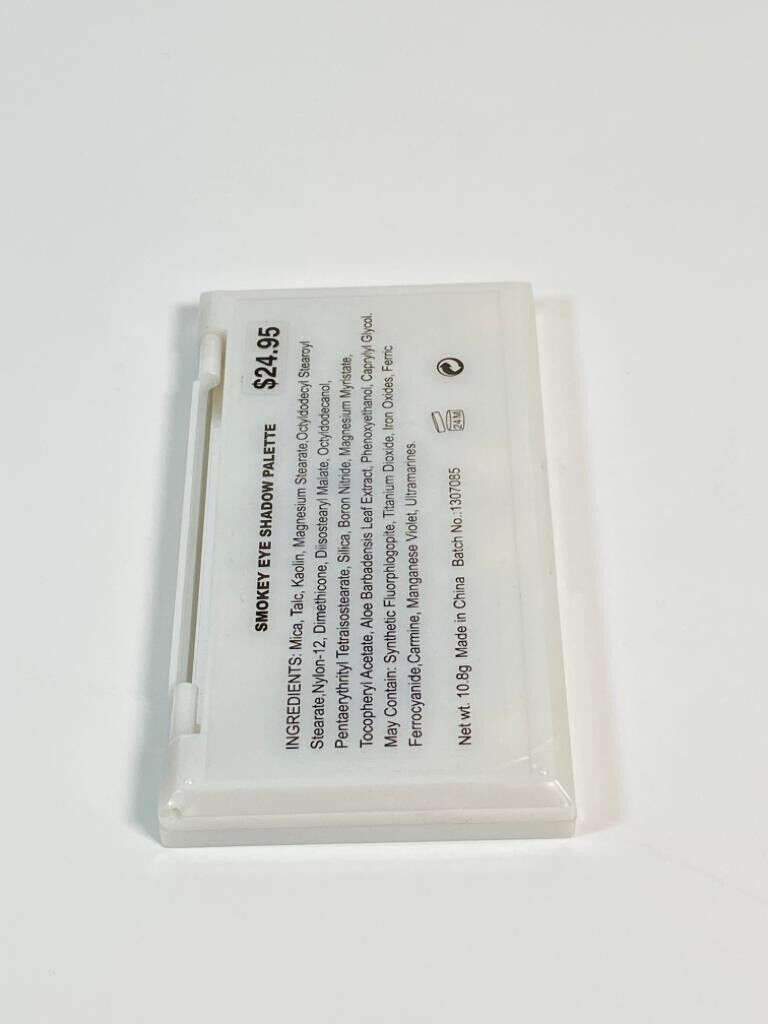 $24.95
SMOKEY EYE SHADOW PALETTE
INGREDIENTS: Mica, Talc, Kaolin, Magnesium Stearate,Octyldodecyl Stearoyl
Stearate,Nylon-12, Dimethicone, Diisostearyl Malate, Octyldodecanol,
Pentaerythrityl Tetraisostearate, Silica, Boron Nitride, Magnesium Myristate,
Tocopheryl Acetate, Aloe Barbadensis Leaf Extract, Phenoxyethanol, Caprylyl Glycol.
May Contain: Synthetic Fluorphlogopite, Titanium Dioxide, Iron Oxides, Ferric
Ferrocyanide,Carmine, Manganese Violet, Ultramarines.
24M
Net wt. 10.8g Made in China Batch No.:1307085